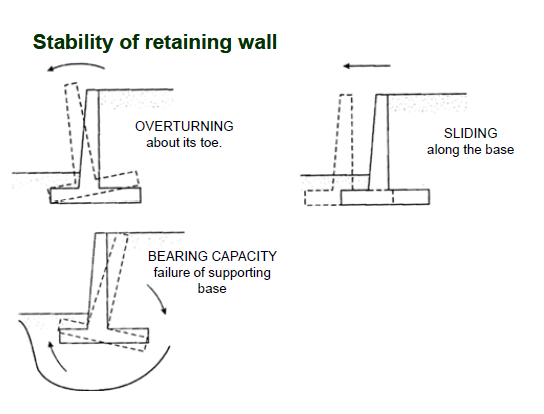 Stability of retaining wall
OVERTURNING
about its toe.
SLIDING
along the base
BEARING CAPACITY
failure of supporting
base